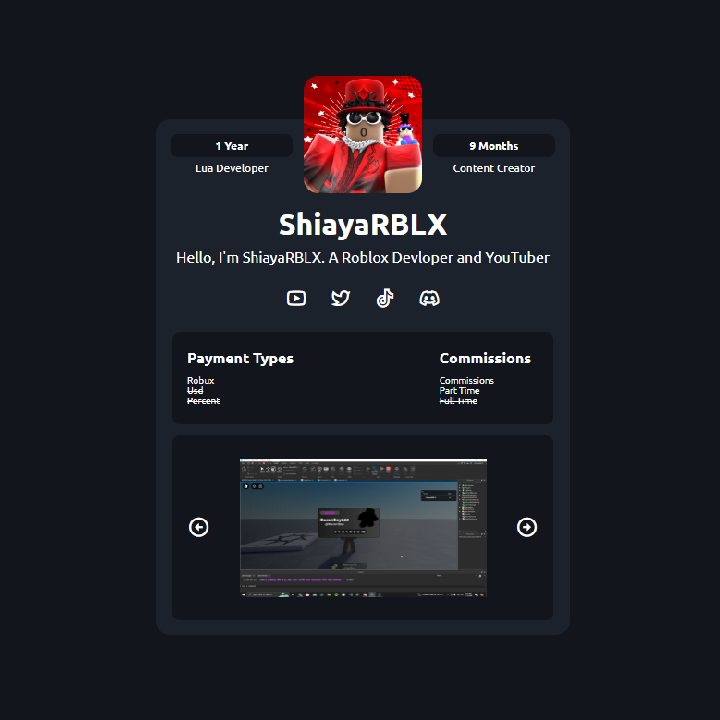 1 Year
Lua Developer
9 Months
Content Creator
ShiayaRBLX
Hello, I'm ShiayaRBLX. A Roblox Devloper and YouTuber
Payment Types
Robux
Usd
Percent
Commissions
Commissions
Part Time
Full Time